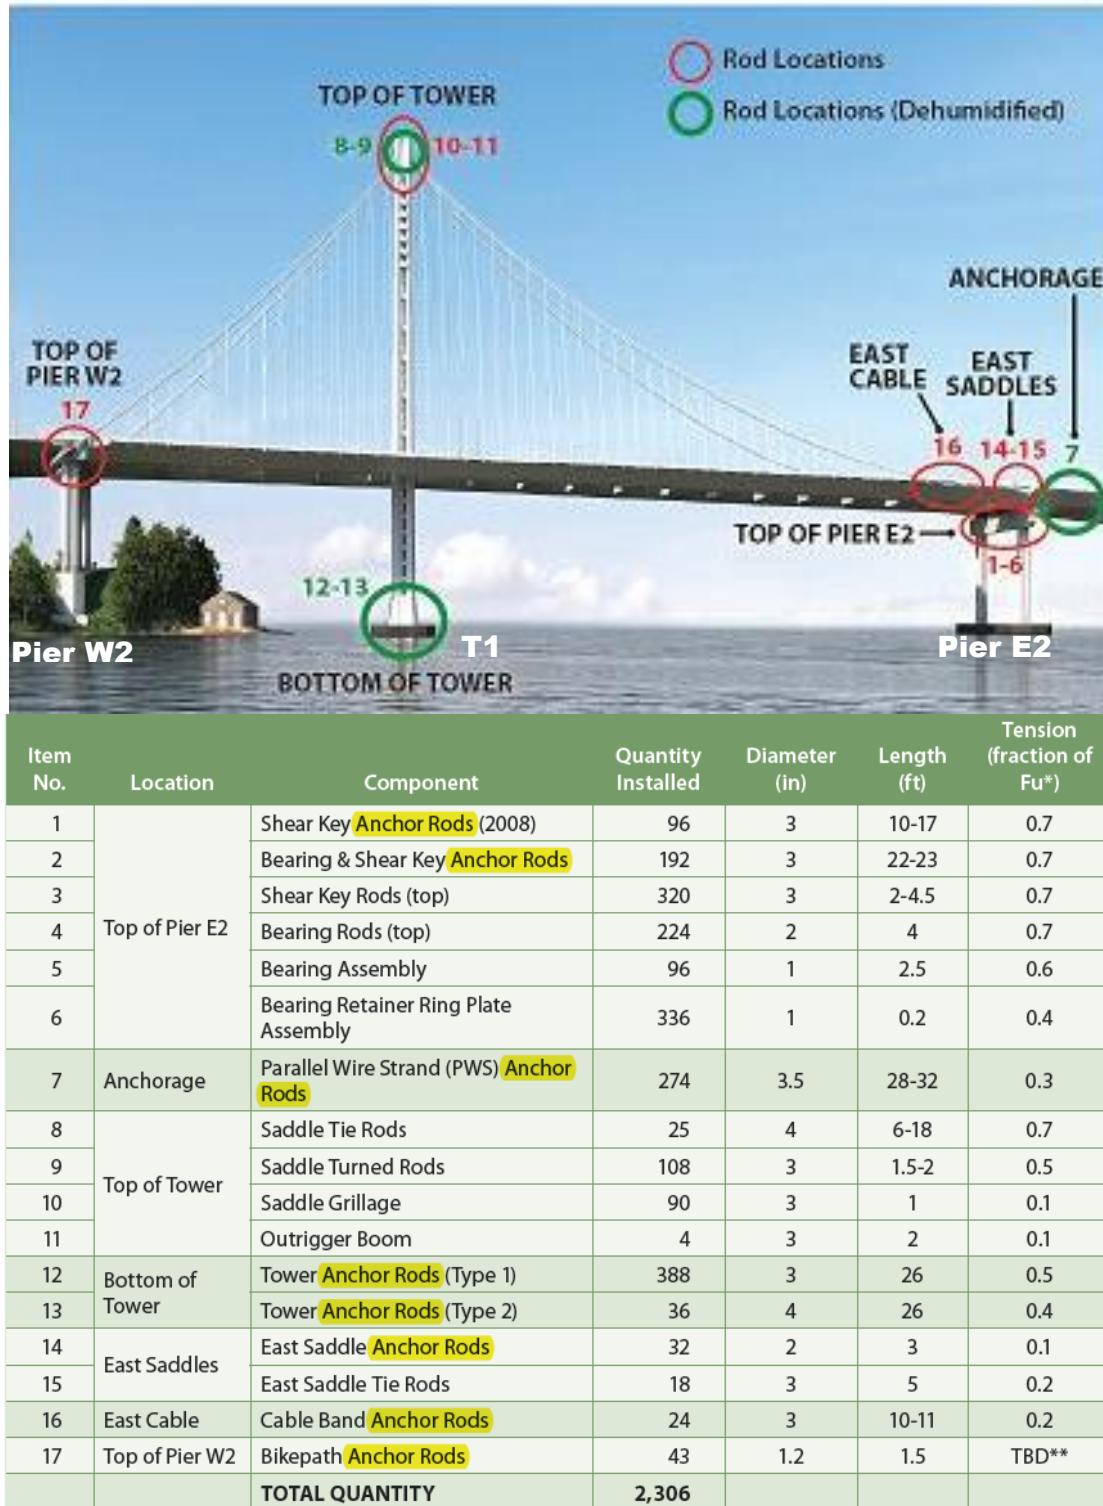 Rod Locations
Rod Locations (Dehumidified)
TOP OF TOWER
8-9
10-11
ANCHORAGE
TOP OF
PIER W2
17
EAST
CABLE
EAST
SADDLES
16
14-15
7
TOP OF PIER E2
1-6
12-13
Pier W2
T1
Pier E2
BOTTOM OF TOWER
Item No. Location Component Quantity Installed Diameter (in) Length (ft) Tension (fraction of Fu*)
1 Top of Pier E2 Shear Key Anchor Rods (2008) 96 3 10-17 0.7
2 Bearing & Shear Key Anchor Rods 192 3 22-23 0.7
3 Shear Key Rods (top) 320 3 2-4.5 0.7
4 Bearing Rods (top) 224 2 4 0.7
5 Bearing Assembly 96 1 2.5 0.6
6 Bearing Retainer Ring Plate Assembly 336 1 0.2 0.4
7 Anchorage Parallel Wire Strand (PWS) Anchor Rods 274 3.5 28-32 0.3
8 Top of Tower Saddle Tie Rods 25 4 6-18 0.7
9 Saddle Turned Rods 108 3 1.5-2 0.5
10 Saddle Grillage 90 3 1 0.1
11 Outrigger Boom 4 3 2 0.1
12 Bottom of Tower Tower Anchor Rods (Type 1) 388 3 26 0.5
13 Tower Anchor Rods (Type 2) 36 4 26 0.4
14 East Saddles East Saddle Anchor Rods 32 2 3 0.1
15 East Saddle Tie Rods 18 3 5 0.2
16 East Cable Cable Band Anchor Rods 24 3 10-11 0.2
17 Top of Pier W2 Bikepath Anchor Rods 43 1.2 1.5 TBD**
TOTAL QUANTITY 2,306